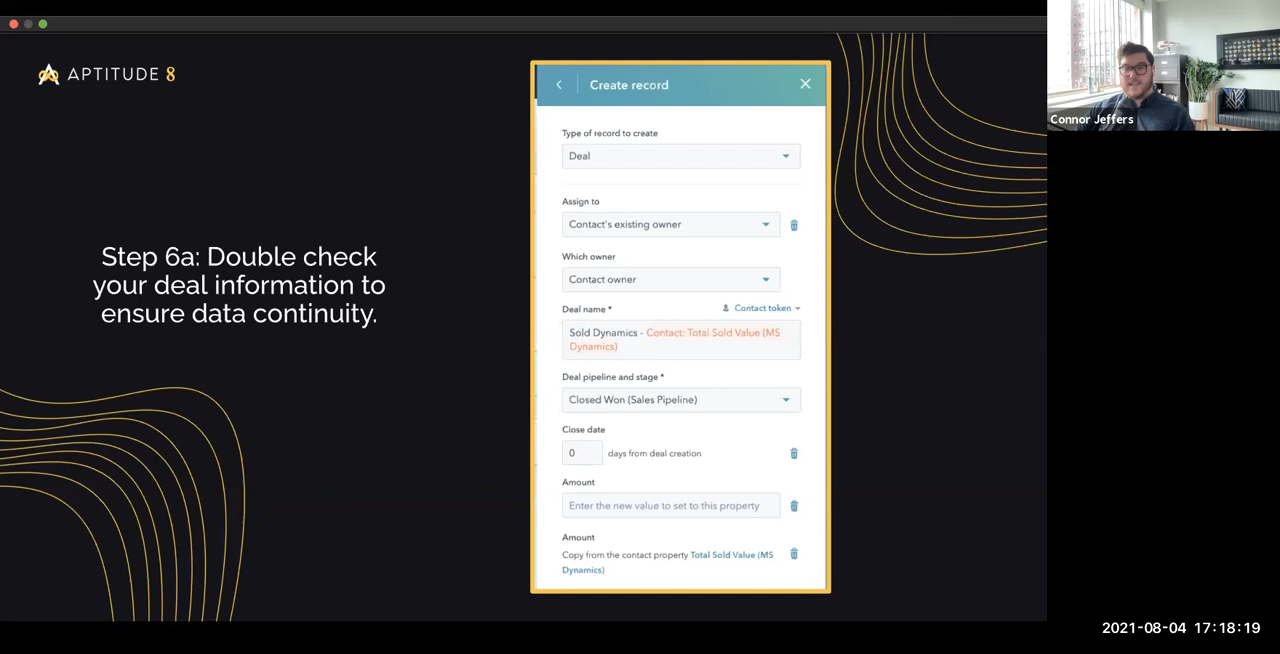 APTITUDE 8
Step 6a: Double check
your deal information to
ensure data continuity.
Create record
Type of record to create
Deal
Assign to
Contact's existing owner
Which owner
Contact owner
Deal name *
Contact token
Sold Dynamics - Contact: Total Sold Value (MS
Dynamics)
Deal pipeline and stage *
Closed Won (Sales Pipeline)
Close date
0 days from deal creation
Amount
Enter the new value to set to this property
Amount
Copy from the contact property Total Sold Value (MS
Dynamics)
Connor Jeffers
2021-08-04 17:18:19